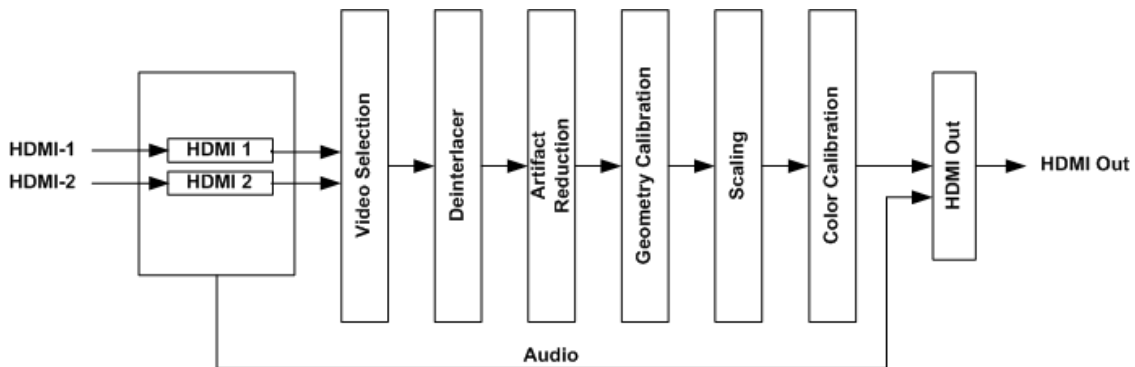 HDMI-1
HDMI-2
HDMI 1
HDMI 2
Video Selection
Deinterlacer
Artifact
Reduction
Geometry Calibration
Scaling
Color Calibration
HDMI Out
HDMI Out
Audio